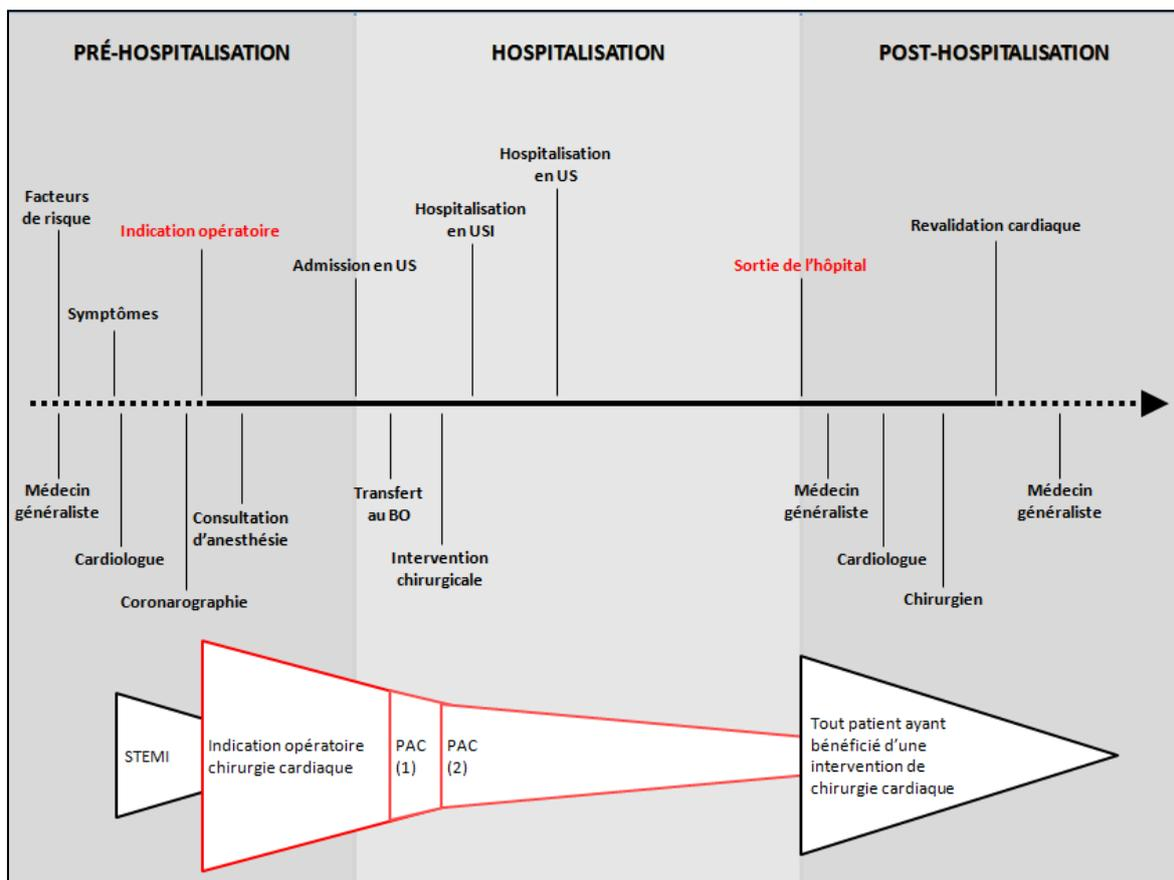 PRÉ-HOSPITALISATION
HOSPITALISATION
POST-HOSPITALISATION
Hospitalisation
en US
Facteurs
de risque
Hospitalisation
en USI
Indication opératoire
Revalidation cardiaque
Admission en US
Sortie de l’hôpital
Symptômes
Médecin
généraliste
Transfert
au BO
Médecin
généraliste
Médecin
généraliste
Consultation
d'anesthésie
Cardiologue
Intervention
chirurgicale
Cardiologue
Coronarographie
Chirurgien
STEMI
Indication opératoire
chirurgie cardiaque
PAC
(1)
PAC
(2)
Tout patient ayant
bénéficié d’une
intervention de
chirurgie cardiaque